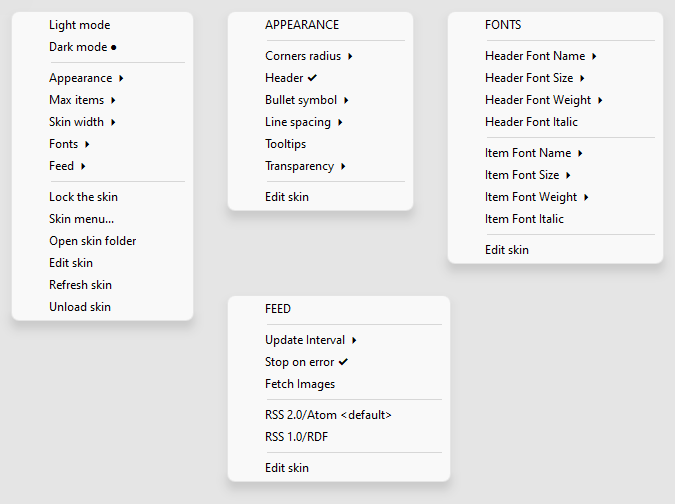 Light mode
Dark mode ●
Appearance
Max items
Skin width
Fonts
Feed
Lock the skin
Skin menu...
Open skin folder
Edit skin
Refresh skin
Unload skin
APPEARANCE
Corners radius
Header ✓
Bullet symbol
Line spacing
Tooltips
Transparency
Edit skin
FONTS
Header Font Name
Header Font Size
Header Font Weight
Header Font Italic
Item Font Name
Item Font Size
Item Font Weight
Item Font Italic
Edit skin
FEED
Update Interval
Stop on error ✓
Fetch Images
RSS 2.0/Atom <default>
RSS 1.0/RDF
Edit skin